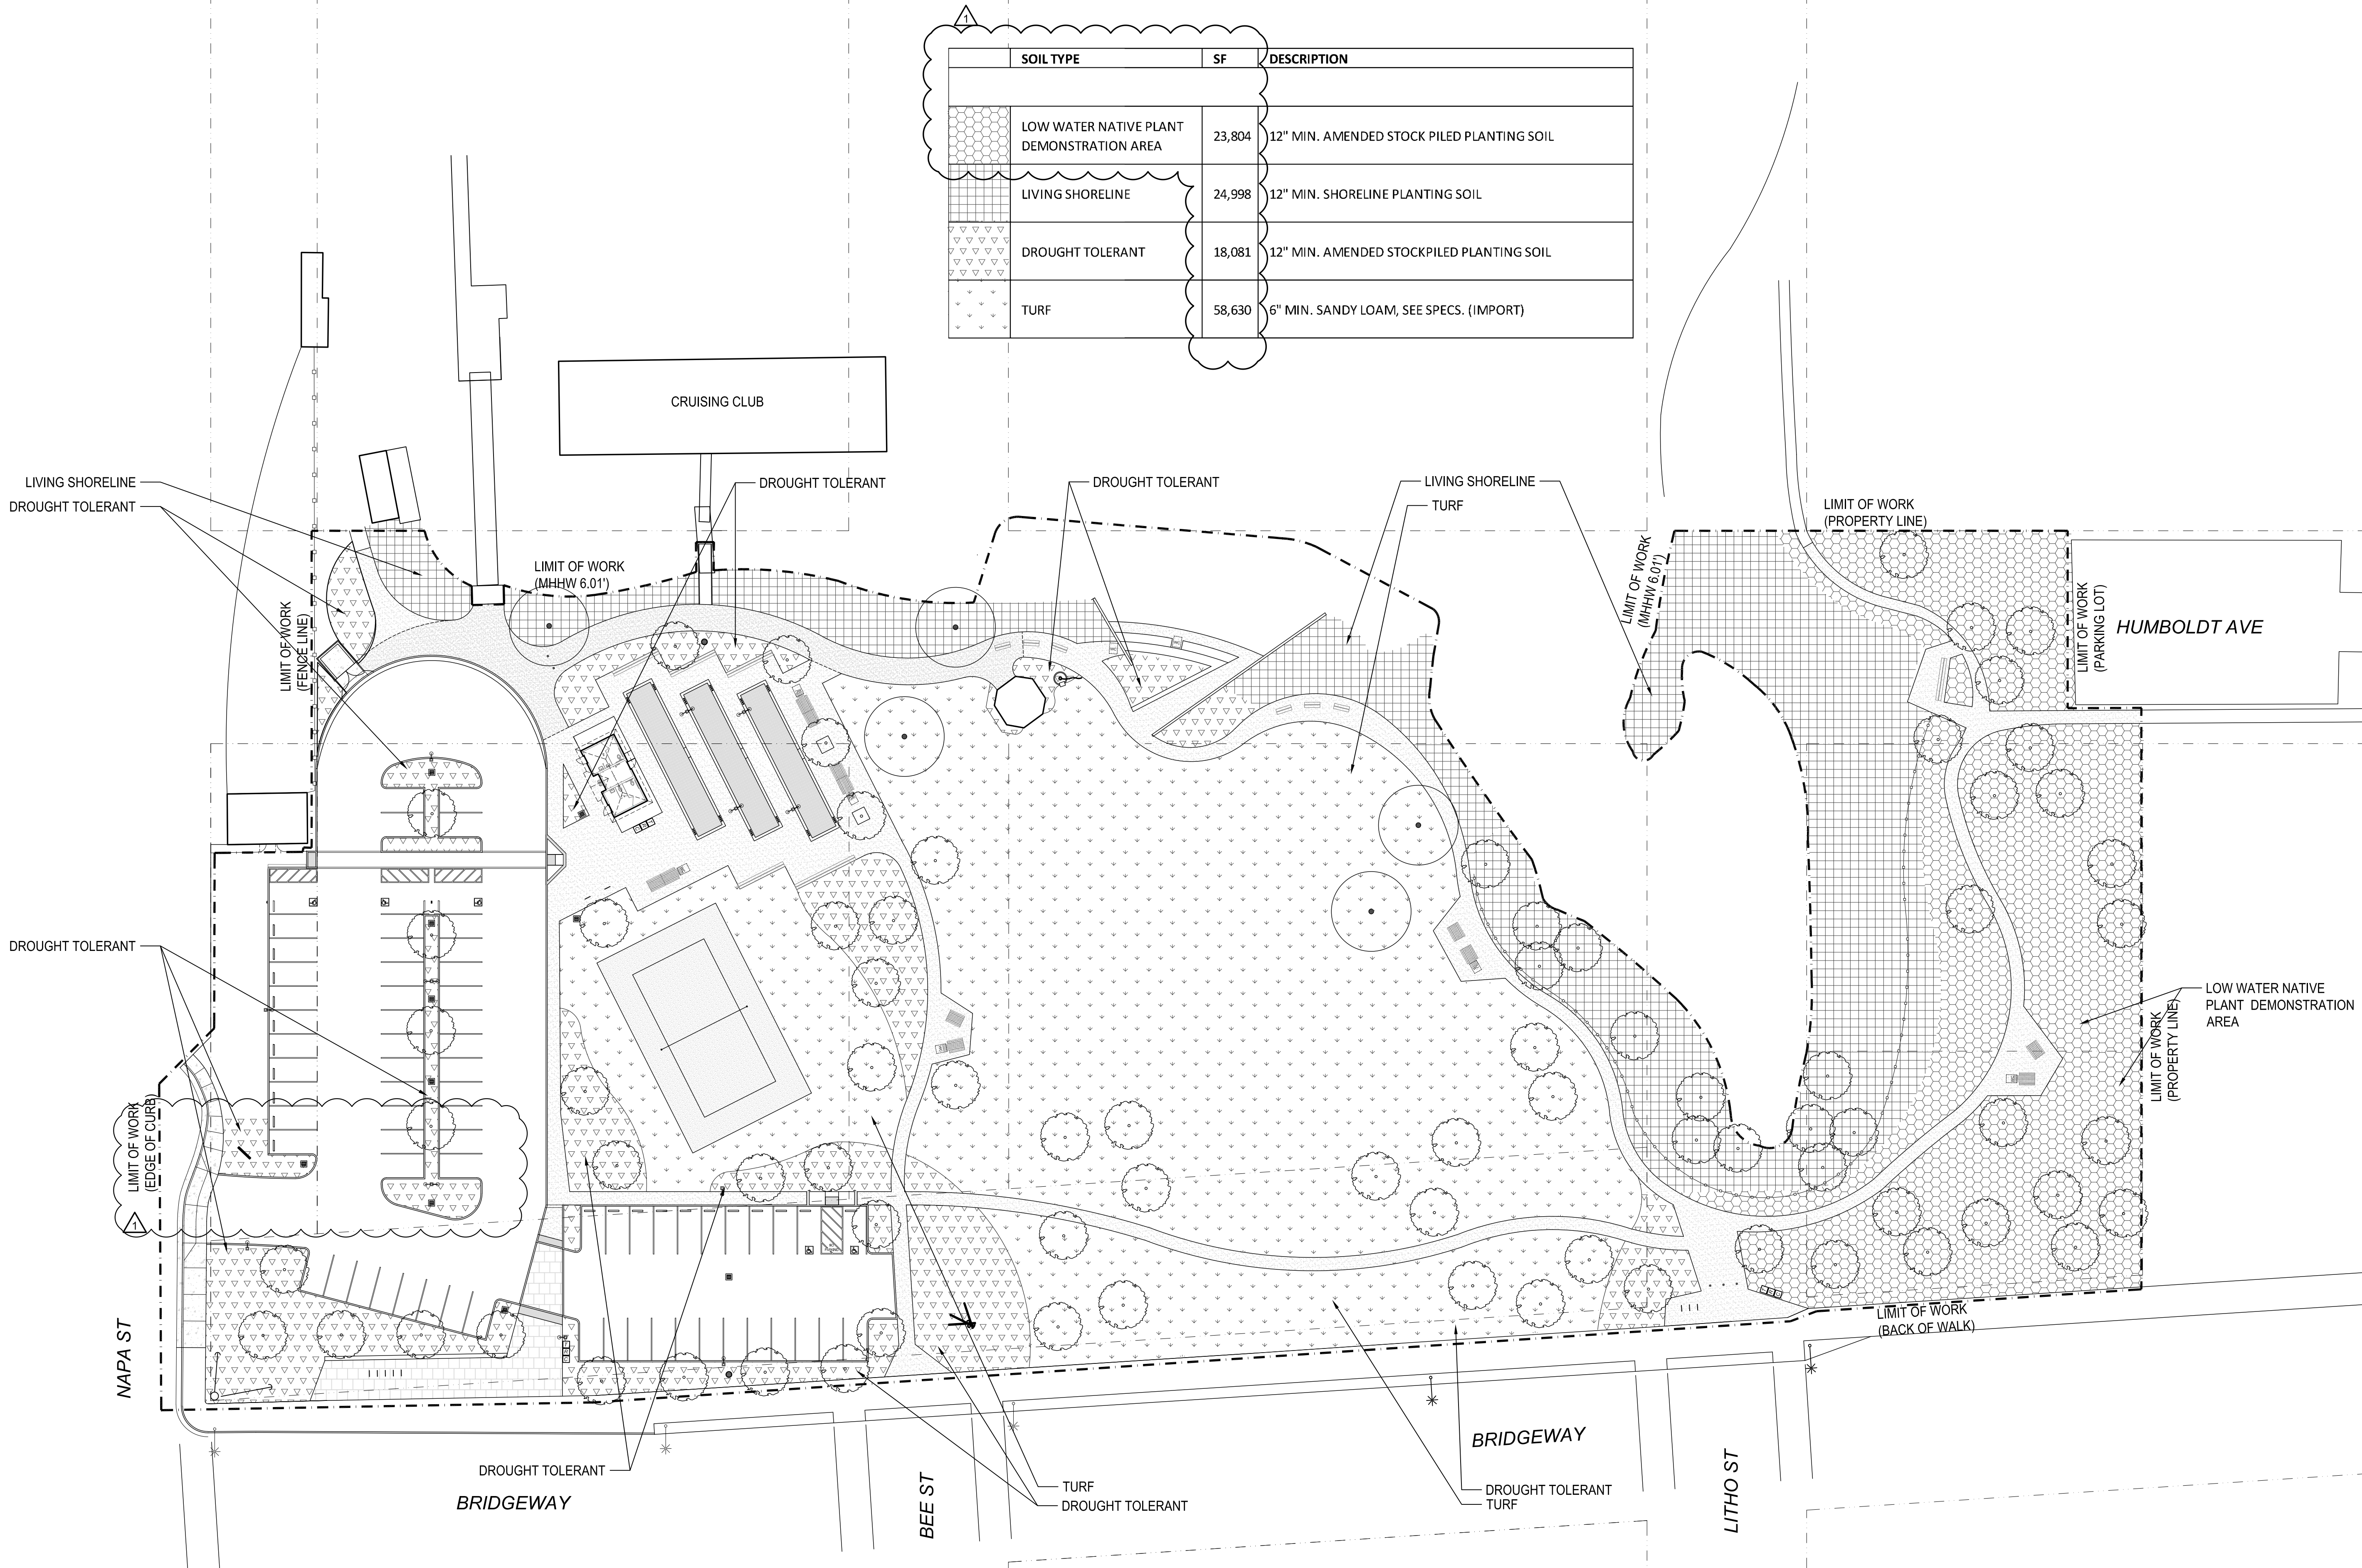 1
SOIL TYPE SF DESCRIPTION
LOW WATER NATIVE PLANT
DEMONSTRATION AREA
23,804 12" MIN. AMENDED STOCK PILED PLANTING SOIL
LIVING SHORELINE 24,998 12" MIN. SHORELINE PLANTING SOIL
DROUGHT TOLERANT 18,081 12" MIN. AMENDED STOCKPILED PLANTING SOIL
TURF 58,630 6" MIN. SANDY LOAM, SEE SPECS. (IMPORT)
CRUISING CLUB
LIVING SHORELINE
DROUGHT TOLERANT
DROUGHT TOLERANT
DROUGHT TOLERANT
LIVING SHORELINE
TURF
LIMIT OF WORK
(PROPERTY LINE)
LIMIT OF WORK
(MHHW 6.01')
LIMIT OF WORK
(MHHW 6.01')
LIMIT OF WORK
(FENCE LINE)
LIMIT OF WORK
(PARKING LOT)
HUMBOLDT AVE
DROUGHT TOLERANT
LOW WATER NATIVE
PLANT DEMONSTRATION
AREA
LIMIT OF WORK
(PROPERTY LINE)
LIMIT OF WORK
(EDGE OF CURB)
1
LIMIT OF WORK
(BACK OF WALK)
NAPA ST
DROUGHT TOLERANT
BRIDGEWAY
BEE ST
TURF
DROUGHT TOLERANT
BRIDGEWAY
DROUGHT TOLERANT
TURF
LITHO ST